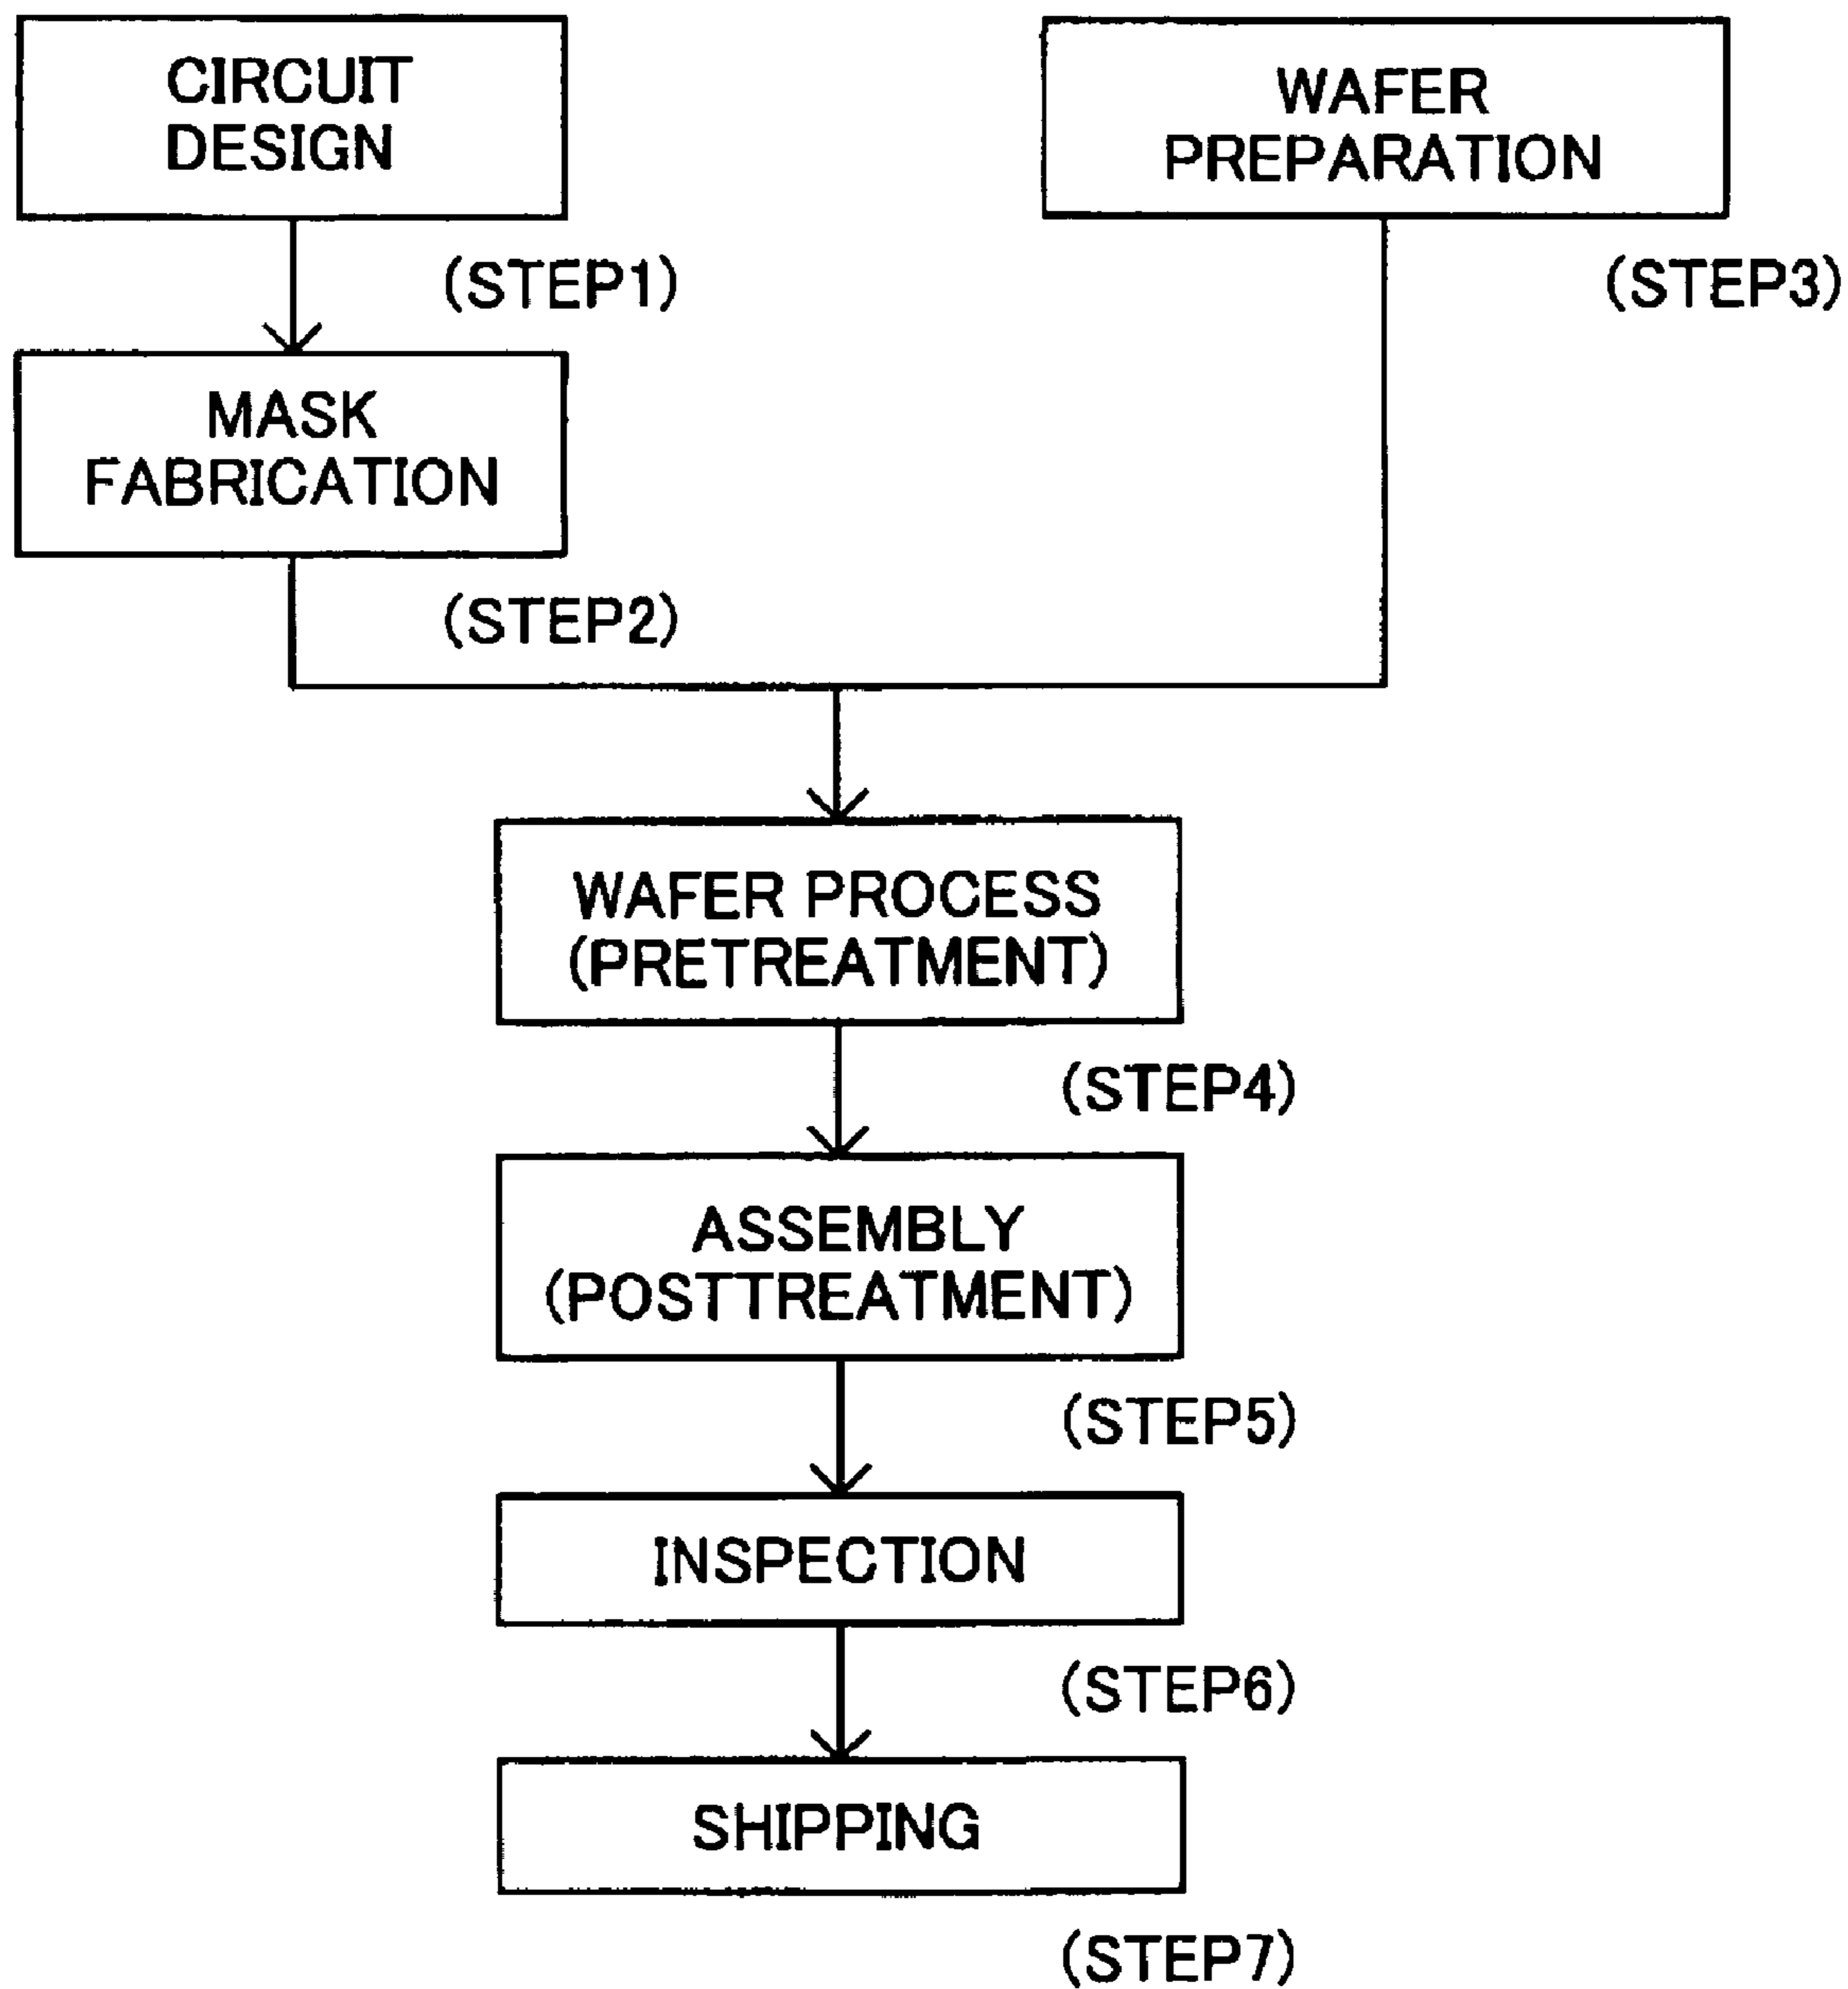 CIRCUIT
DESIGN
(STEP1)
MASK
FABRICATION
(STEP2)
WAFER
PREPARATION
(STEP3)
WAFER PROCESS
(PRETREATMENT)
(STEP4)
ASSEMBLY
(POSTTREATMENT)
(STEP5)
INSPECTION
(STEP6)
SHIPPING
(STEP7)